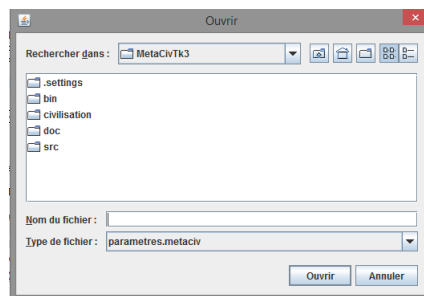 Ouvrir
Rechercher dans : MetaCivTk3
.settings
bin
civilisation
doc
src
Nom du fichier :
Type de fichier : parametres.metaciv
Ouvrir Annuler